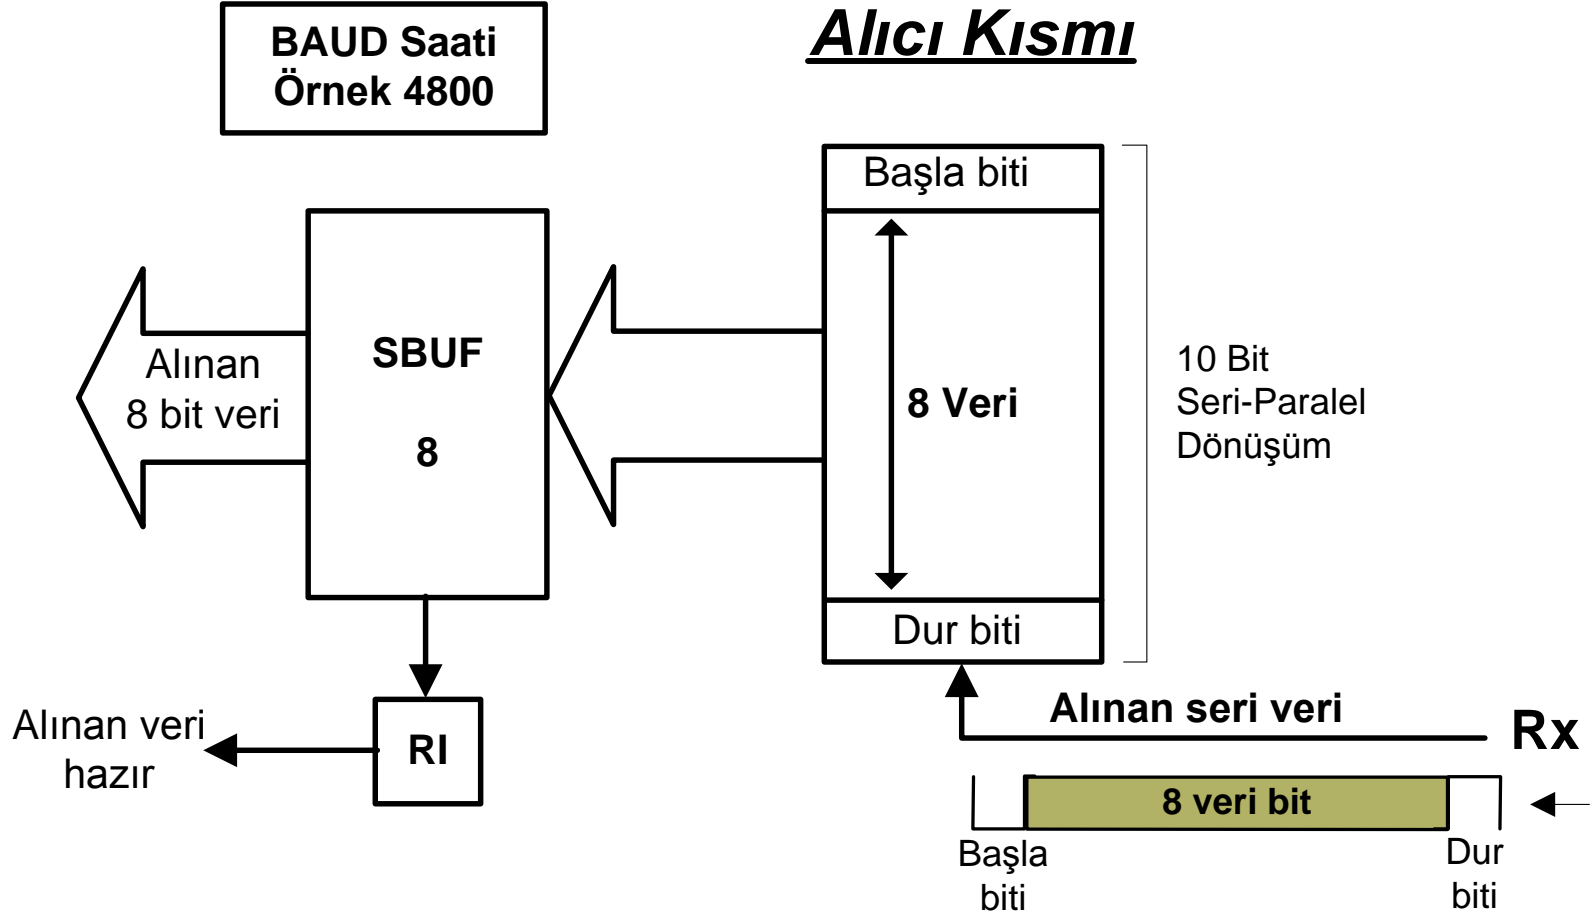 BAUD Saati
Örnek 4800
Alıcı Kısmı
Başla biti
8 Veri
Dur biti
10 Bit
Seri-Paralel
Dönüşüm
SBUF
8
Alınan
8 bit veri
RI
Alınan veri
hazır
Alınan seri veri
Rx
8 veri bit
Başla
biti
Dur
biti